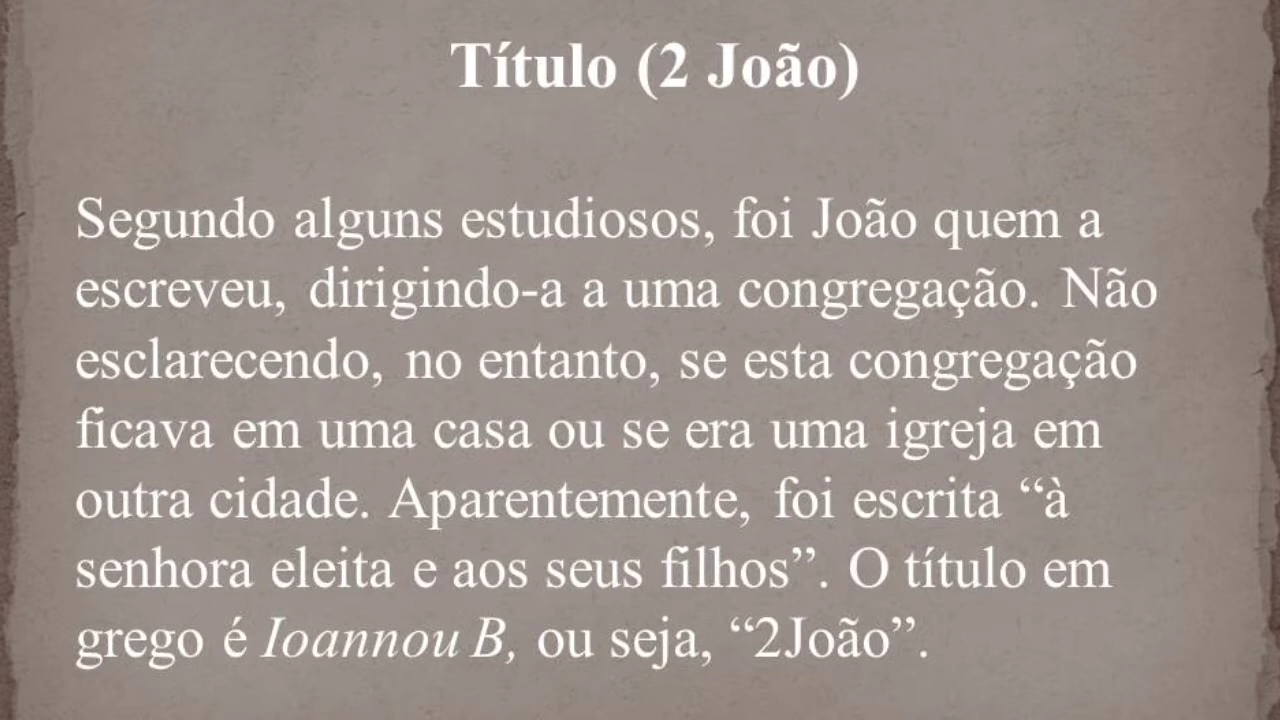 Título (2 João)
Segundo alguns estudiosos, foi João quem a
escreveu, dirigindo-a a uma congregação. Não
esclarecendo, no entanto, se esta congregação
ficava em uma casa ou se era uma igreja em
outra cidade. Aparentemente, foi escrita “à
senhora eleita e aos seus filhos”. O título em
grego é Ioannou B, ou seja, “2João”.